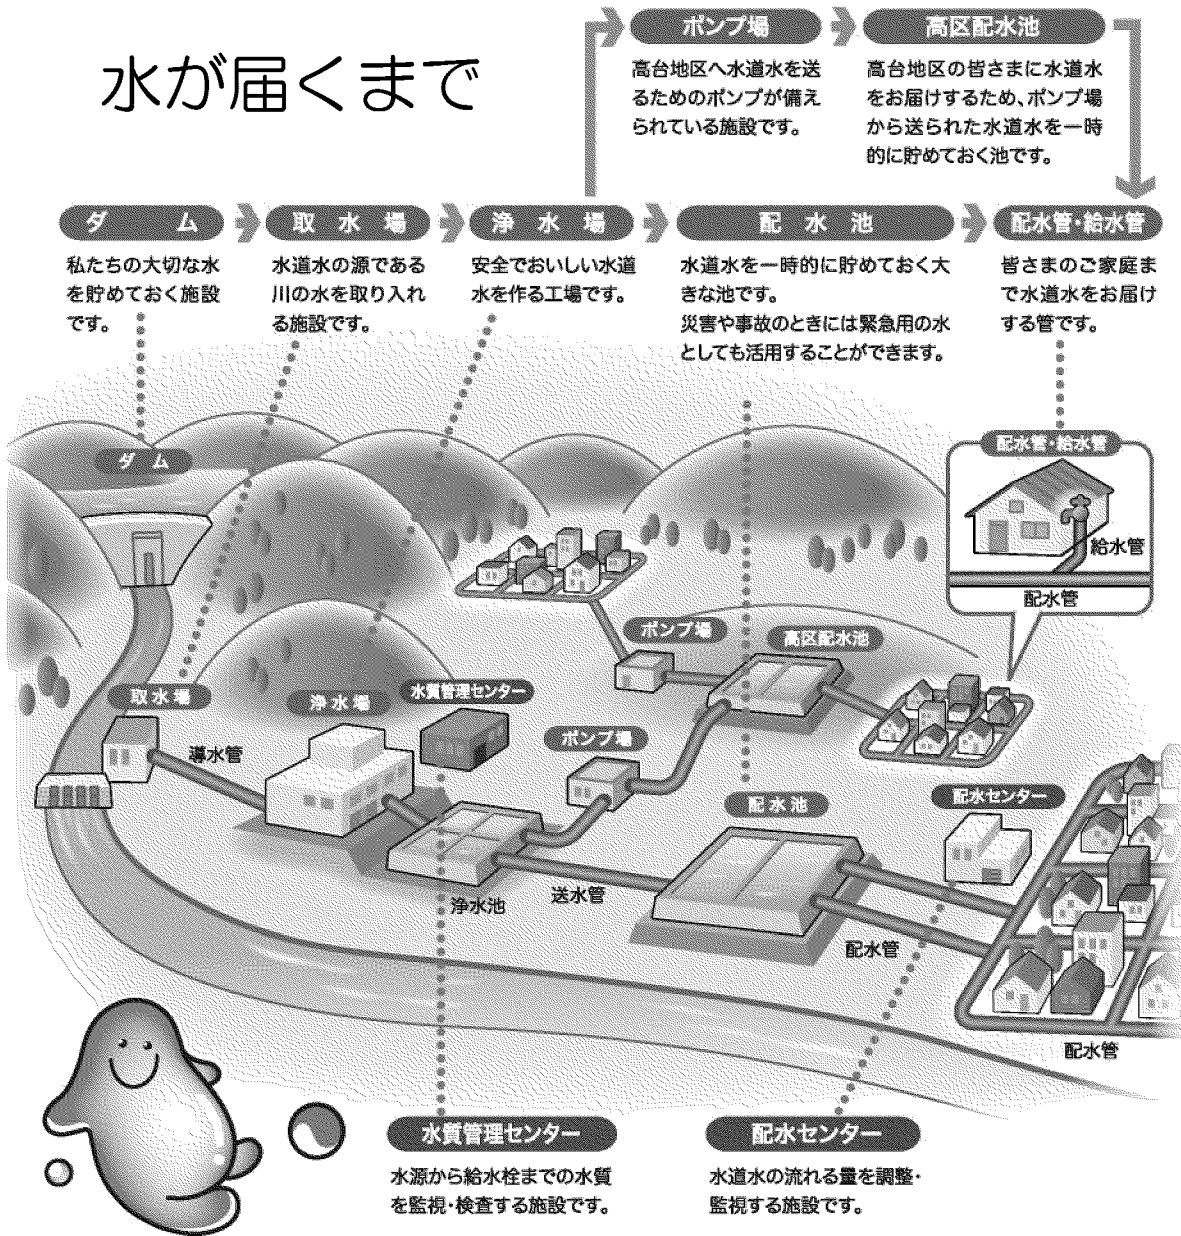 水が届くまで
ポンプ場
高台地区へ水道水を送
るためのポンプが備え
られている施設です。
高区配水池
高台地区の皆さまに水道水
をお届けするため、ポンプ場
から送られた水道水を一時
的に貯めておく池です。
ダム
私たちの大切な水
を貯めておく施設
です。
取水場
水道水の源である
川の水を取り入れ
る施設です。
浄水場
安全でおいしい水道
水を作る工場です。
配水池
水道水を一時的に貯めておく大
きな池です。
災害や事故のときには緊急用の水
としても活用することができます。
配水管・給水管
皆さまのご家庭ま
で水道水をお届け
する管です。
ダム
配水管・給水管
給水管
配水管
ポンプ場
高区配水池
取水場
浄水場
水質管理センター
導水管
ポンプ場
配水池
配水センター
浄水池
送水管
配水管
配水管
水質管理センター
水源から給水栓までの水質
を監視・検査する施設です。
配水センター
水道水の流れる量を調整・
監視する施設です。